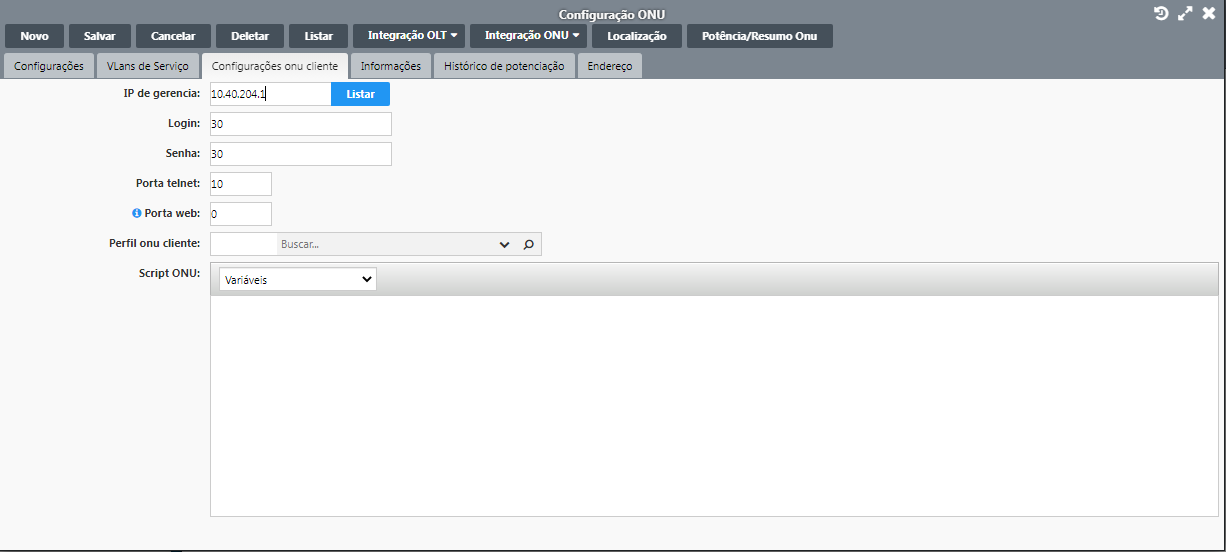 Configuração ONU
Novo Salvar Cancelar Deletar Listar Integração OLT Integração ONU Localização Potência/Resumo Onu
Configurações VLans de Serviço Configurações onu cliente Informações Histórico de potenciação Endereço
IP de gerencia: 10.40.204.1 Listar
Login: 30
Senha: 30
Porta telnet: 10
Porta web: 0
Perfil onu cliente: Buscar...
Script ONU: Variáveis